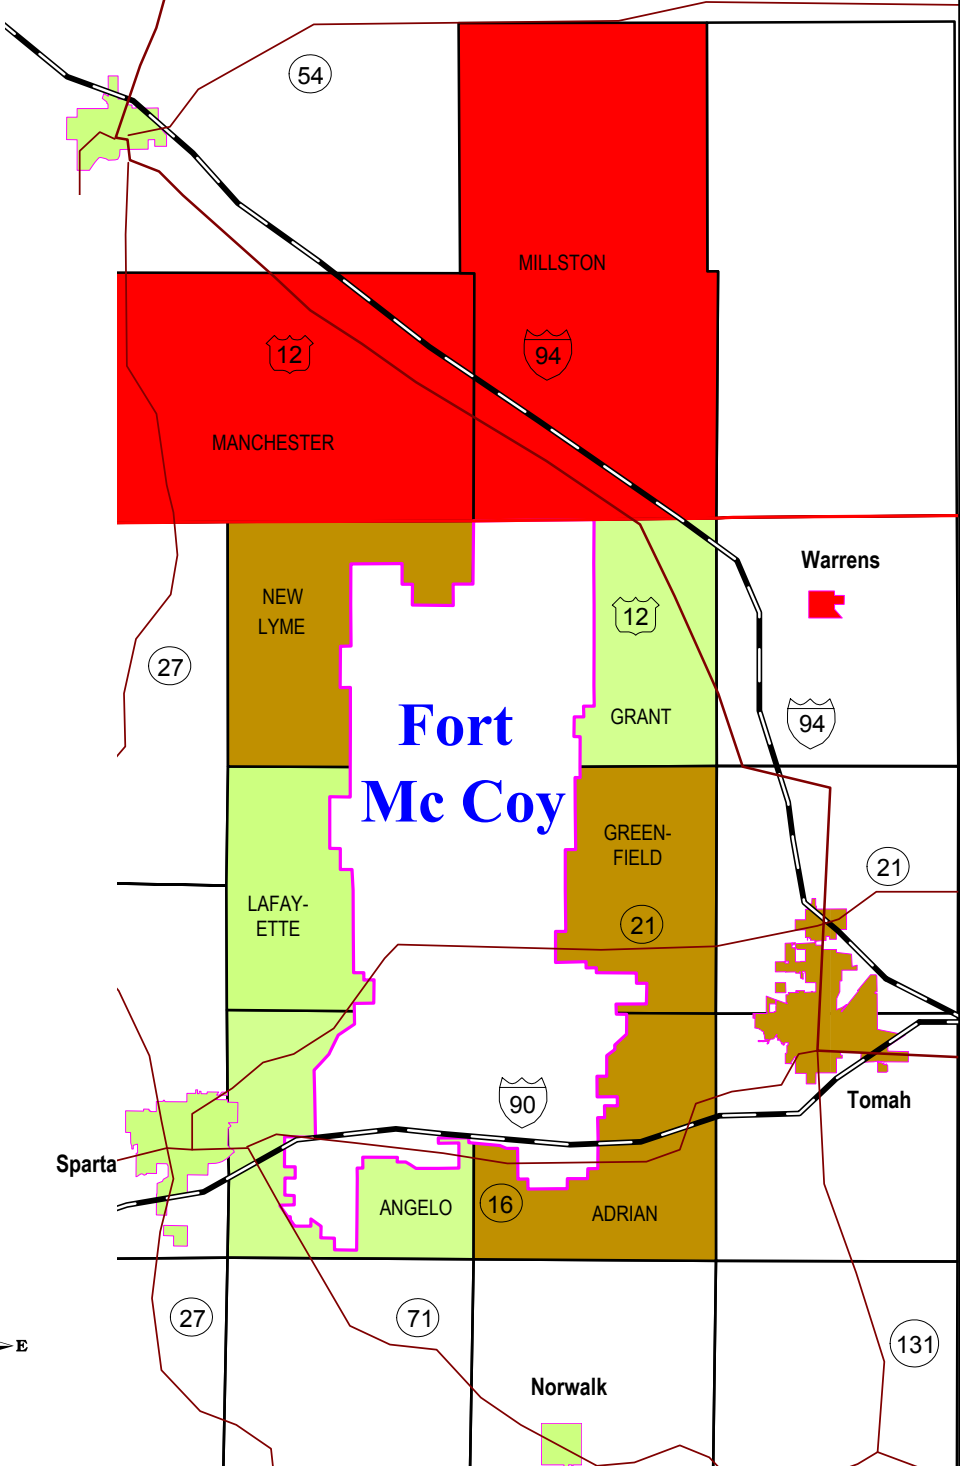 54
MILLSTON
12
94
MANCHESTER
Warrens
NEW
LYME
12
27
GRANT
94
Fort
Mc Coy
GREEN-
FIELD
21
LAFAY-
ETTE
21
90
Tomah
Sparta
16
ANGELO
ADRIAN
27
71
131
E
Norwalk